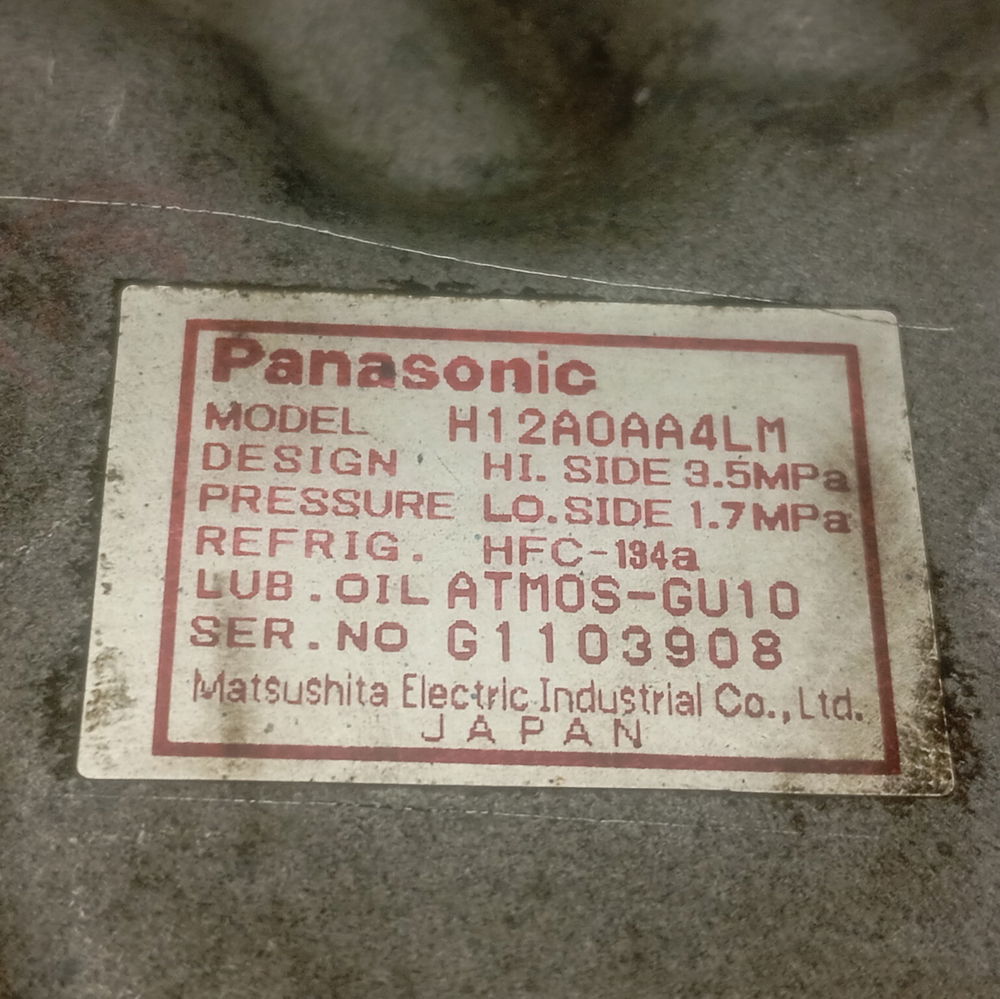 Panasonic
MODEL H12A0AA4LM
DESIGN HI. SIDE 3.5MPa
PRESSURE LO.SIDE 1.7MPa
REFRIG. HFC-134a
LUB. OIL ATMOS-GU10
SER.NO G1103908
Matsushita Electric Industrial Co., Ltd.
JAPAN